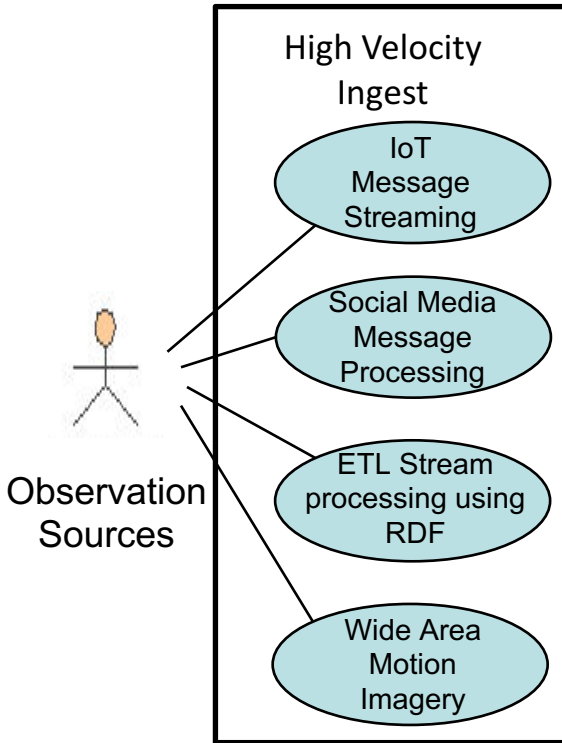 High Velocity
Ingest
IoT
Message
Streaming
Social Media
Message
Processing
ETL Stream
processing using
RDF
Observation
Sources
Wide Area
Motion
Imagery